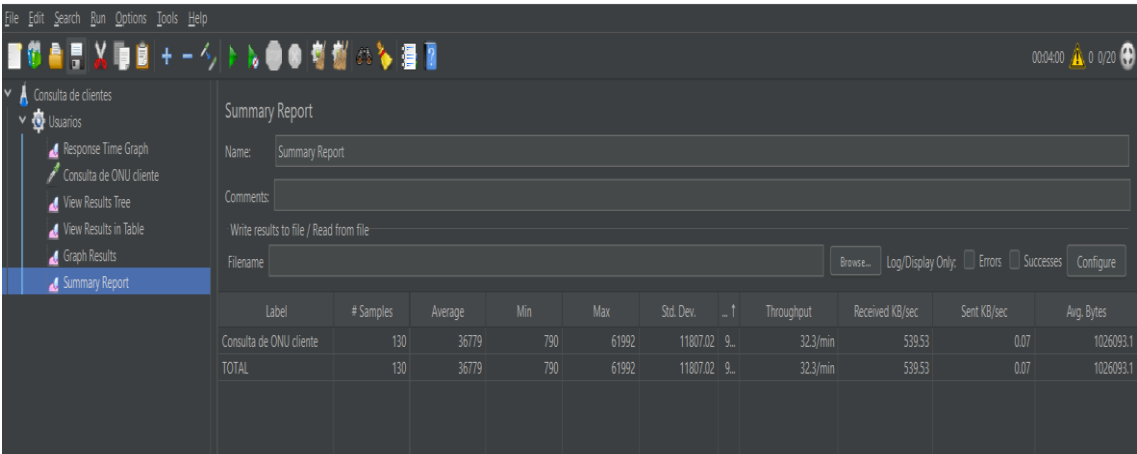 File Edit Search Run Options Tools Help
00:04:00 0 0/20
Consulta de clientes
Usuarios
Response Time Graph
Consulta de ONU cliente
View Results Tree
View Results in Table
Graph Results
Summary Report
Summary Report
Name: Summary Report
Comments:
Write results to file / Read from file
Filename Browse... Log/Display Only: Errors Successes Configure
Label # Samples Average Min Max Std. Dev. ... ↑ Throughput Received KB/sec Sent KB/sec Avg. Bytes
Consulta de ONU cliente 130 36779 790 61992 11807.02 9... 32.3/min 539.53 0.07 1026093.1
TOTAL 130 36779 790 61992 11807.02 9... 32.3/min 539.53 0.07 1026093.1